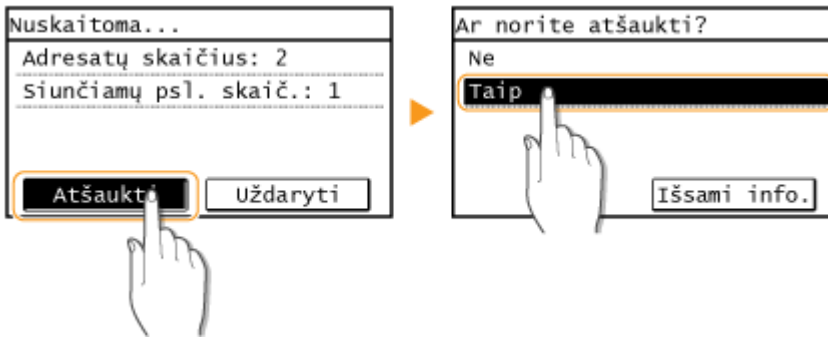 Nuskaitoma...
Adresatų skaičius: 2
Siunčiamų psl. skaič.: 1
Atšaukti
Uždaryti
Ar norite atšaukti?
Ne
Taip
Išsami info.